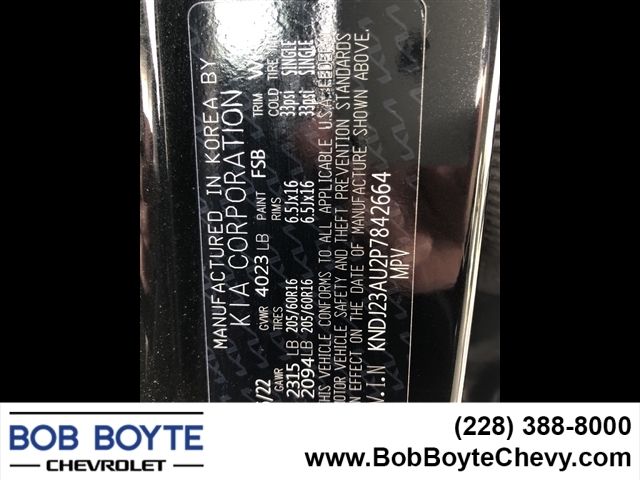 MANUFACTURED IN KOREA BY
KIA CORPORATION
/22 GVWR 4023 LB PAINT FSB TRIM
GAWR TIRES RIMS COLD TIRE
2315 LB 205/60R16 6.5Jx16 33psi SINGLE
2094 LB 205/60R16 6.5Jx16 33psi SINGLE
THIS VEHICLE CONFORMS TO ALL APPLICABLE U.S.A. FEDERAL
MOTOR VEHICLE SAFETY AND THEFT PREVENTION STANDARDS
IN EFFECT ON THE DATE OF MANUFACTURE SHOWN ABOVE.
V.I.N KNDJ23AU2P7842664
MPV
BOB BOYTE
CHEVROLET
(228) 388-8000
www.BobBoyteChevy.com